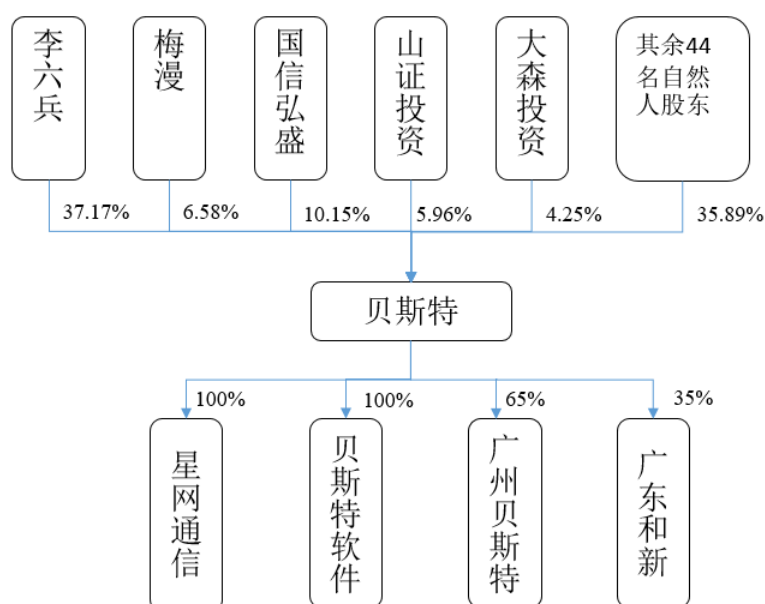 李六兵
梅漫
国信弘盛
山证投资
大森投资
其余44
名自然
人股东
37.17%
6.58%
10.15%
5.96%
4.25%
35.89%
贝斯特
100%
100%
65%
35%
星网通信
贝斯特软件
广州贝斯特
广东和新